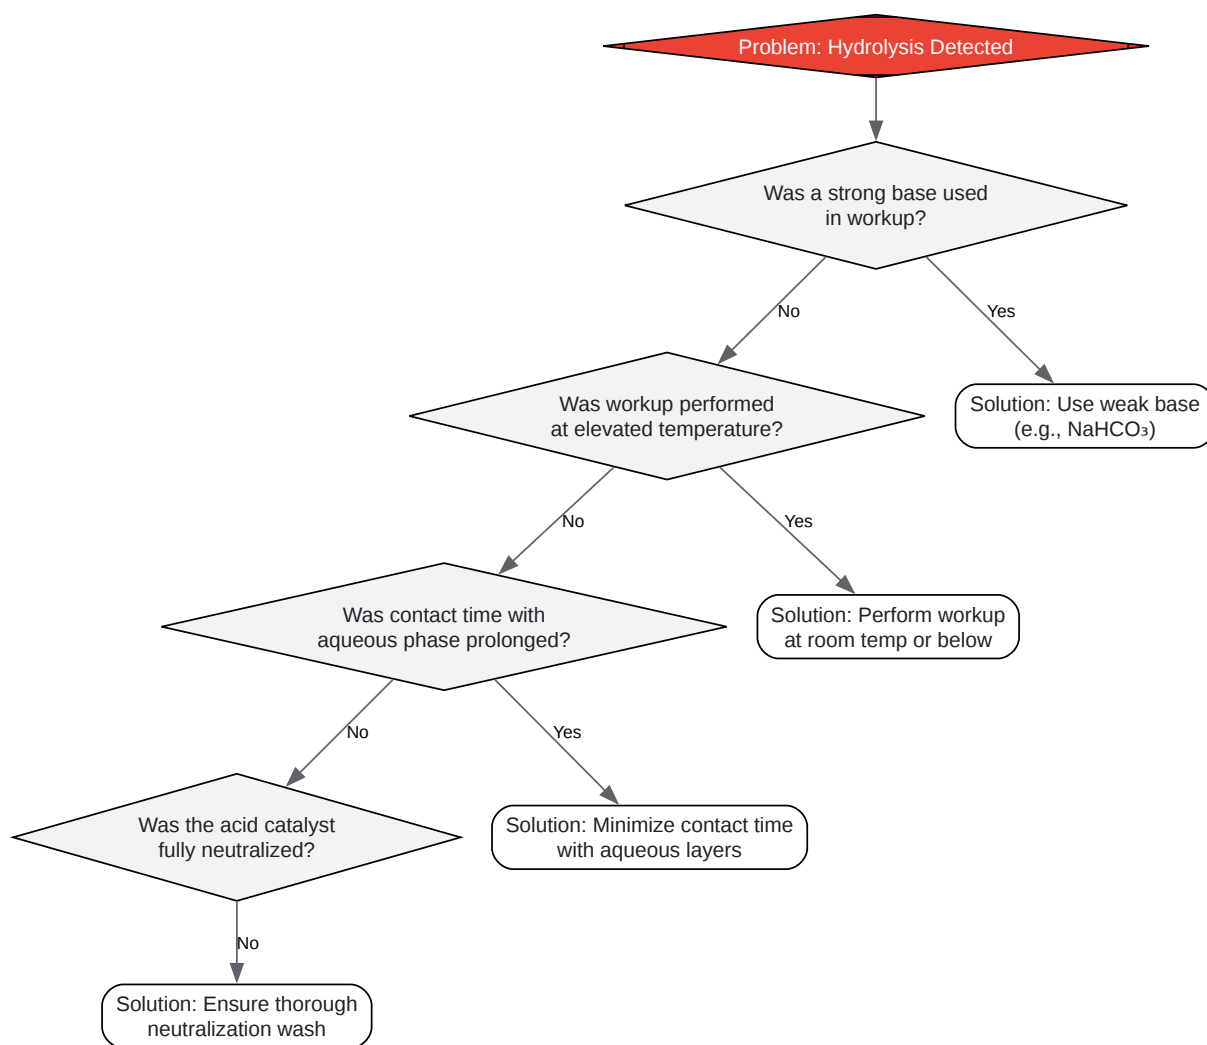 Problem: Hydrolysis Detected
Was a strong base used
in workup?
No
Yes
Was workup performed
at elevated temperature?
Solution: Use weak base
(e.g., NaHCO₃)
No
Yes
Was contact time with
aqueous phase prolonged?
Solution: Perform workup
at room temp or below
No
Yes
Was the acid catalyst
fully neutralized?
Solution: Minimize contact time
with aqueous layers
No
Solution: Ensure thorough
neutralization wash